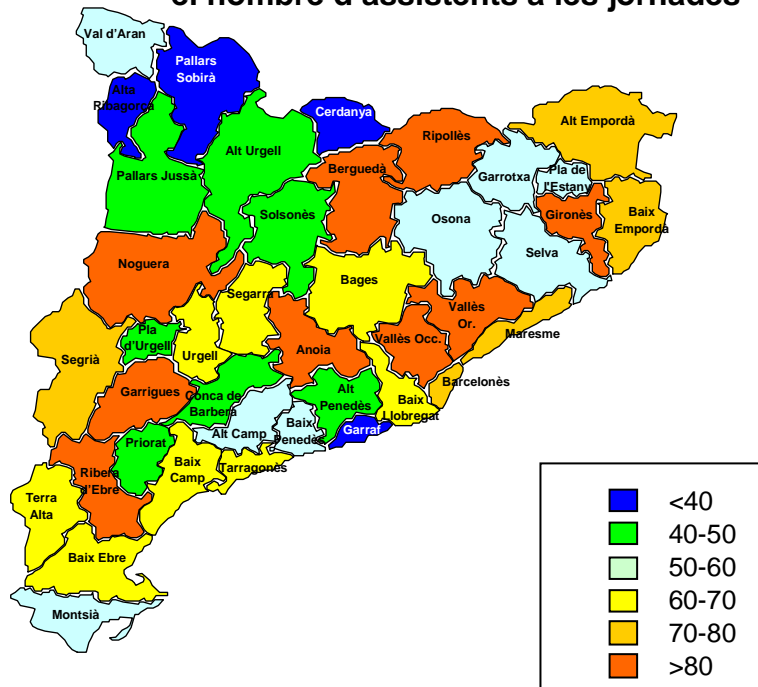 el nombre d'assistents a les jornades
Val d'Aran
Pallars
Sobirà
Alta
Ribagorça
Cerdanya
Alt Empordà
Ripollès
Alt Urgell
Berguedà
Garrotxa
Pla de
l'Estany
Pallars Jussà
Solsonès
Osona
Gironès
Baix
Empordà
Noguera
Selva
Bages
Segarra
Vallès
Or.
Maresme
Pla
d'Urgell
Urgell
Anoia
Vallès Occ.
Segrià
Barcelonès
Garrigues
Conca de
Barberà
Alt
Penedès
Baix
Llobregat
Alt Camp
Baix
Penedès
Garraf
Priorat
Baix
Camp
Tarragonès
Ribera
d'Ebre
Terra
Alta
Baix Ebre
Montsià
<40
40-50
50-60
60-70
70-80
>80